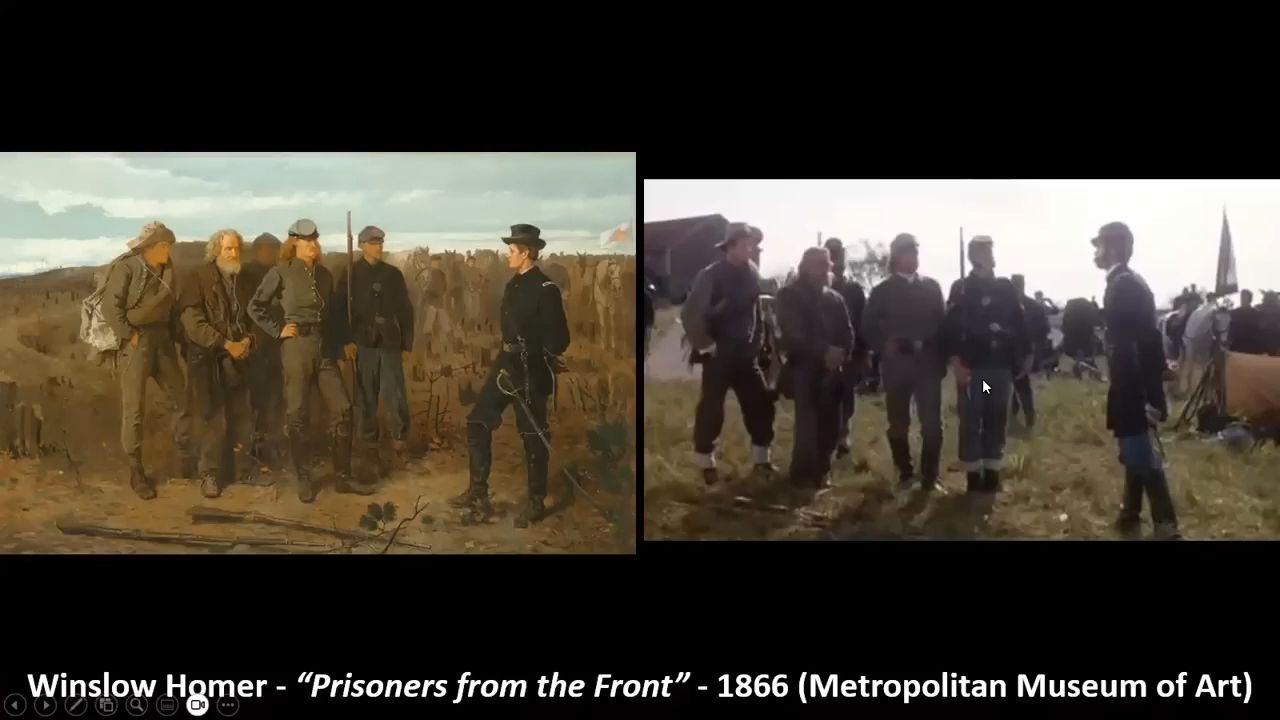 Winslow Homer - “Prisoners from the Front” - 1866 (Metropolitan Museum of Art)